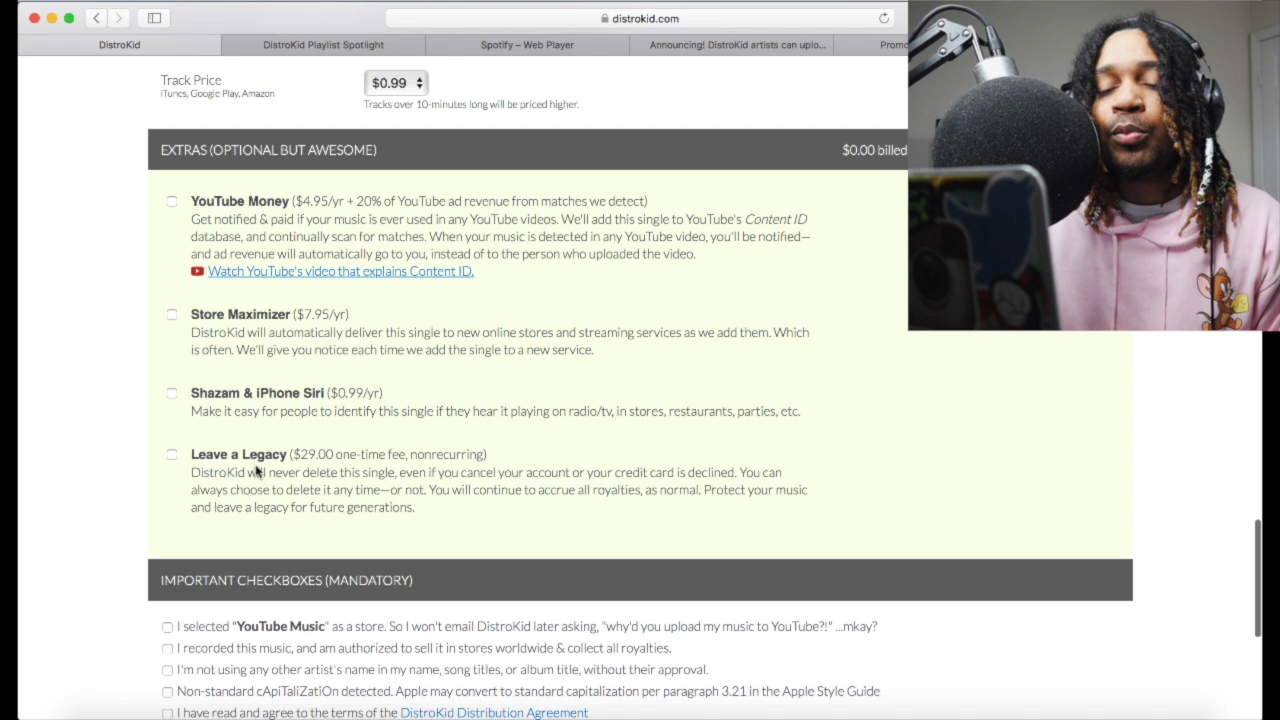 distrokid.com
DistroKid
DistroKid Playlist Spotlight
Spotify – Web Player
Announcing! DistroKid artists can uplo...
Promo
Track Price
iTunes, Google Play, Amazon
$0.99
Tracks over 10-minutes long will be priced higher.
EXTRAS (OPTIONAL BUT AWESOME)
$0.00 billed
YouTube Money ($4.95/yr + 20% of YouTube ad revenue from matches we detect)
Get notified & paid if your music is ever used in any YouTube videos. We'll add this single to YouTube's Content ID
database, and continually scan for matches. When your music is detected in any YouTube video, you'll be notified—
and ad revenue will automatically go to you, instead of to the person who uploaded the video.
Watch YouTube's video that explains Content ID.
Store Maximizer ($7.95/yr)
DistroKid will automatically deliver this single to new online stores and streaming services as we add them. Which
is often. We'll give you notice each time we add the single to a new service.
Shazam & iPhone Siri ($0.99/yr)
Make it easy for people to identify this single if they hear it playing on radio/tv, in stores, restaurants, parties, etc.
Leave a Legacy ($29.00 one-time fee, nonrecurring)
DistroKid will never delete this single, even if you cancel your account or your credit card is declined. You can
always choose to delete it any time—or not. You will continue to accrue all royalties, as normal. Protect your music
and leave a legacy for future generations.
IMPORTANT CHECKBOXES (MANDATORY)
I selected "YouTube Music" as a store. So I won't email DistroKid later asking, "why'd you upload my music to YouTube?!" ...mkay?
I recorded this music, and am authorized to sell it in stores worldwide & collect all royalties.
I'm not using any other artist's name in my name, song titles, or album title, without their approval.
Non-standard cApiTaliZatiOn detected. Apple may convert to standard capitalization per paragraph 3.21 in the Apple Style Guide
I have read and agree to the terms of the DistroKid Distribution Agreement